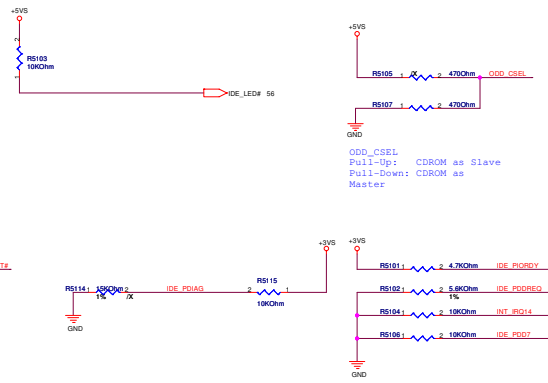 +5VS
2
R5103
10KOhm
1
IDE_LED# 56
+5VS
R5105 1 /X 2 470Ohm ODD_CSEL
R5107 1 2 470Ohm
GND
ODD_CSEL
Pull-Up: CDROM as Slave
Pull-Down: CDROM as
Master
T#
R5114 1 15KOhm 2 IDE_PDIAG
1% /X
GND
+3VS
R5115
2 1
10KOhm
+3VS
R5101 1 2 4.7KOhm IDE_PIORDY
R5102 1 2 5.6KOhm IDE_PDDREQ
1%
R5104 1 2 10KOhm INT_IRQ14
R5106 1 2 10KOhm IDE_PDD7
GND